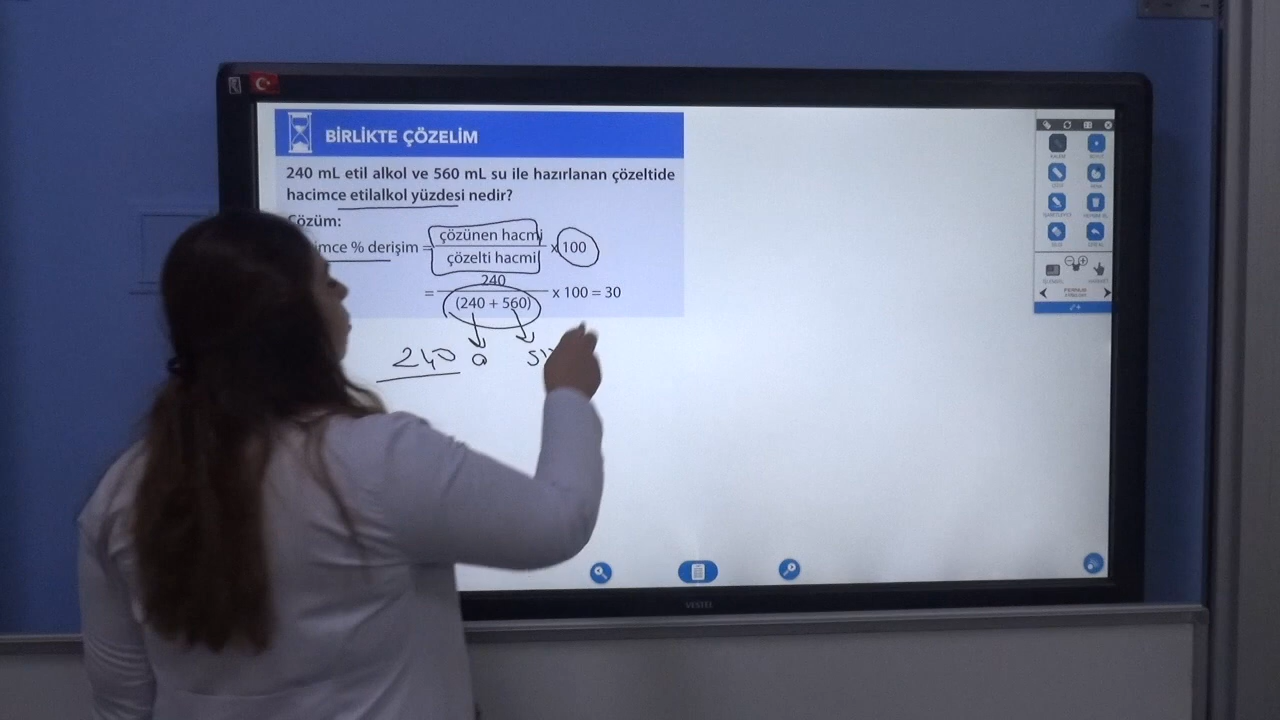 BİRLİKTE ÇÖZELİM
240 mL etil alkol ve 560 mL su ile hazırlanan çözeltide
hacimce etilalkol yüzdesi nedir?
Çözüm:
% derişim = çözünen hacmi
çözelti hacmi
x 100
= 240
(240 + 560)
x 100 = 30
240 a
VESTEL